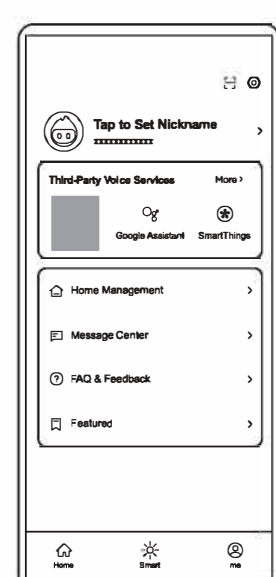 Tap to Set Nickname
xxxxxxxxxxxx
Third-Party Voice Services More >
Google Assistant SmartThings
Home Management >
Message Center >
FAQ & Feedback >
Featured >
Home Smart me